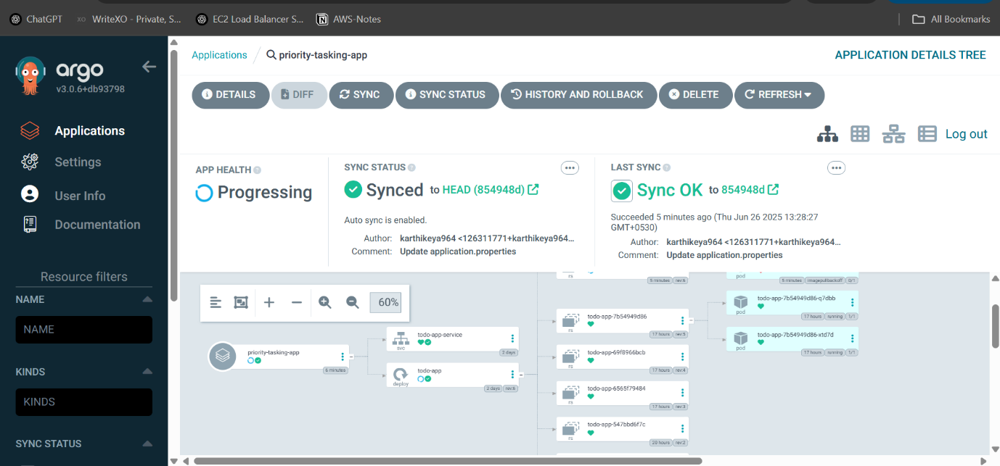 ChatGPT
XO WriteXO - Private, S...
EC2 Load Balancer S...
AWS-Notes
All Bookmarks
argo
v3.0.6+db93798
Applications
Settings
User Info
Documentation
Resource filters
NAME
NAME
KINDS
KINDS
SYNC STATUS
Applications / priority-tasking-app
APPLICATION DETAILS TREE
DETAILS
DIFF
SYNC
SYNC STATUS
HISTORY AND ROLLBACK
DELETE
REFRESH
Log out
APP HEALTH
Progressing
SYNC STATUS
Synced to HEAD (854948d)
Auto sync is enabled.
Author: karthikeya964 <126311771+karthikeya964...
Comment: Update application.properties
LAST SYNC
Sync OK to 854948d
Succeeded 5 minutes ago (Thu Jun 26 2025 13:28:27
GMT+0530)
Author: karthikeya964 <126311771+karthikeya964...
Comment: Update application.properties
60%
priority-tasking-app
6 minutes
todo-app-service
svc
2 days
todo-app
deploy
2 days rev:6
rs
5 minutes rev:6
todo-app-7b54949d86
rs
17 hours rev:5
todo-app-69f8966bcb
rs
17 hours rev:4
todo-app-6565f79484
rs
17 hours rev:3
todo-app-547bbd6f7c
rs
20 hours rev:2
pod
5 minutes imagepullbackoff 0/1
todo-app-7b54949d86-q7dbb
pod
17 hours running 1/1
todo-app-7b54949d86-xtd7d
pod
17 hours running 1/1